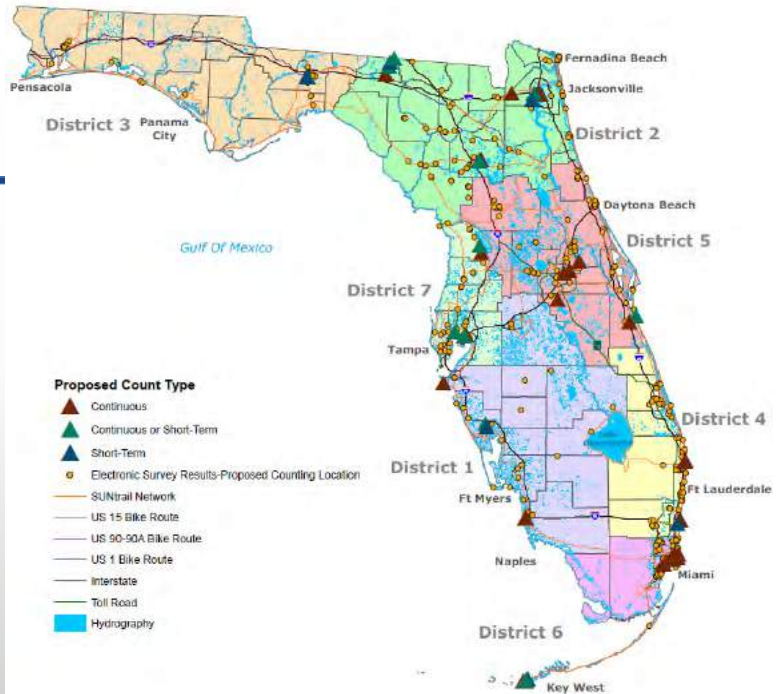 Fernadina Beach
Jacksonville
Pensacola
District 3
Panama
City
District 2
Daytona Beach
Gulf Of Mexico
District 5
District 7
Tampa
Proposed Count Type
Continuous
Continuous or Short-Term
Short-Term
Electronic Survey Results-Proposed Counting Location
SUNtrail Network
US 15 Bike Route
US 90-90A Bike Route
US 1 Bike Route
Interstate
Toll Road
Hydrography
District 4
District 1
Ft Myers
Ft Lauderdale
Naples
Miami
District 6
Key West